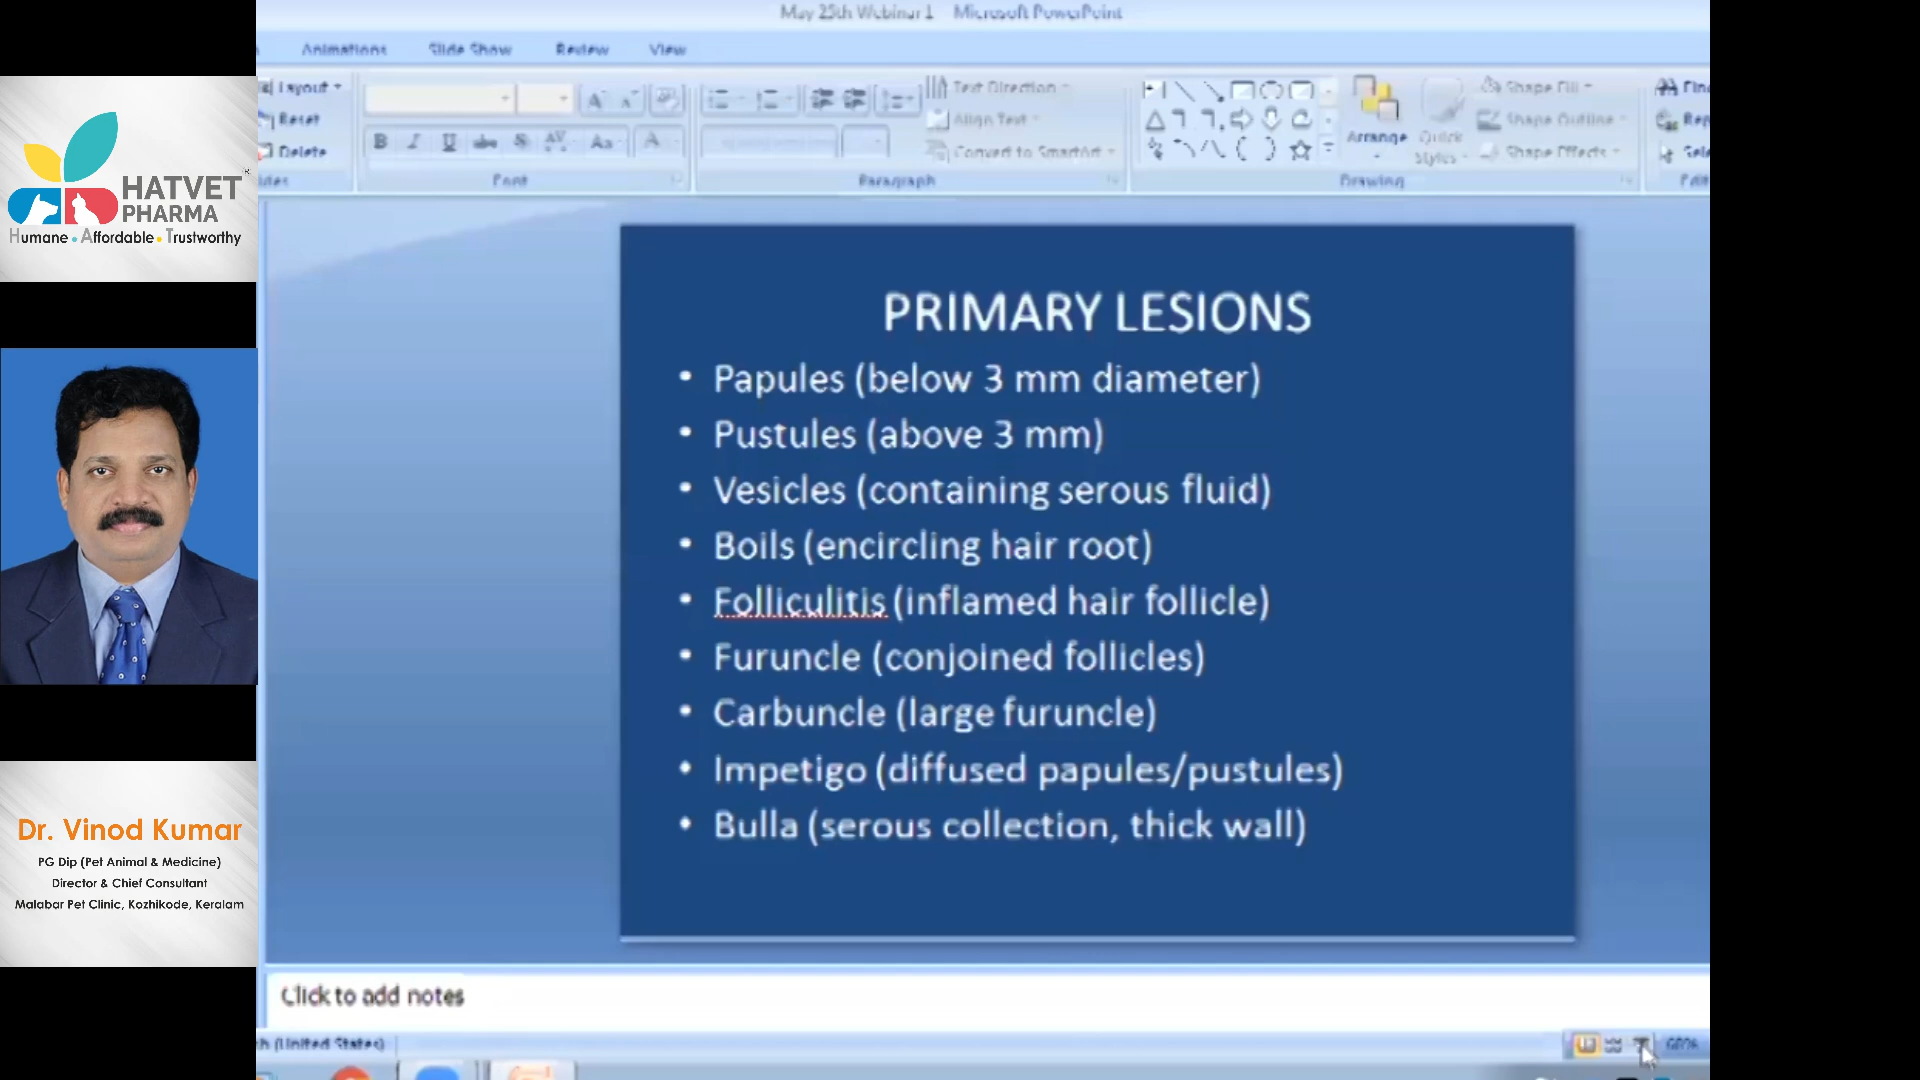 May 25th Webinar 1 Microsoft PowerPoint
Animations Slide Show Review View
Layout
Reset
Delete
Text Direction
Align Text
Convert to SmartArt
Arrange
Quick Styles
Shape Fill
Shape Outline
Shape Effects
Font
Paragraph
Drawing
HATVET
PHARMA
Humane • Affordable • Trustworthy
PRIMARY LESIONS
• Papules (below 3 mm diameter)
• Pustules (above 3 mm)
• Vesicles (containing serous fluid)
• Boils (encircling hair root)
• Folliculitis (inflamed hair follicle)
• Furuncle (conjoined follicles)
• Carbuncle (large furuncle)
• Impetigo (diffused papules/pustules)
• Bulla (serous collection, thick wall)
Dr. Vinod Kumar
PG Dip (Pet Animal & Medicine)
Director & Chief Consultant
Malabar Pet Clinic, Kozhikode, Keralam
Click to add notes
(United States)